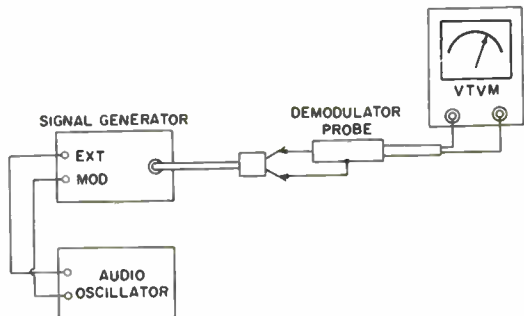 VTVM
DEMODULATOR
PROBE
SIGNAL GENERATOR
EXT
MOD
AUDIO
OSCILLATOR